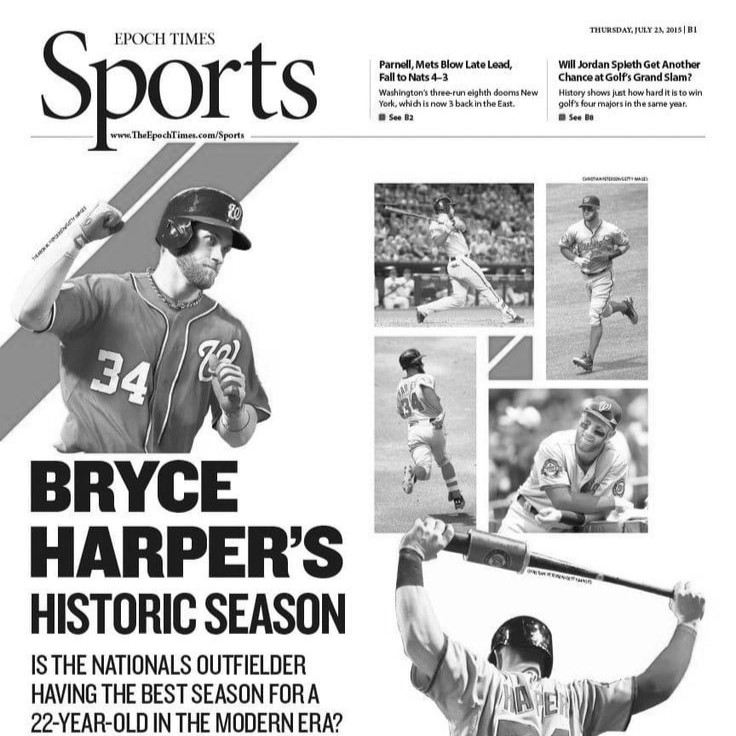 EPOCH TIMES
Sports
www.TheEpochTimes.com/Sports
THURSDAY, JULY 23, 2015 | B1
Parnell, Mets Blow Late Lead,
Fall to Nats 4–3
Washington's three-run eighth dooms New
York, which is now 3 back in the East.
See B2
Will Jordan Spieth Get Another
Chance at Golf's Grand Slam?
History shows just how hard it is to win
golf's four majors in the same year.
See B8
CHRISTIAN PETERSEN/GETTY IMAGES
W
34
W
34
W
BRYCE
HARPER'S
HISTORIC SEASON
IS THE NATIONALS OUTFIELDER
HAVING THE BEST SEASON FOR A
22-YEAR-OLD IN THE MODERN ERA?
HARPER